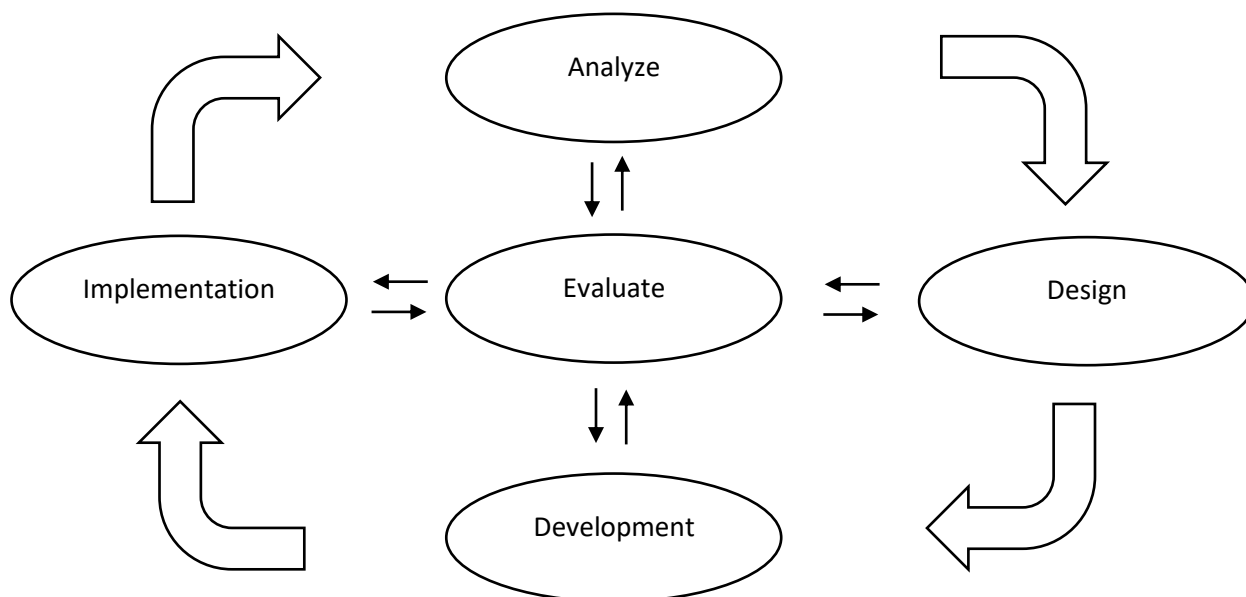 Analyze
Implementation
Evaluate
Design
Development